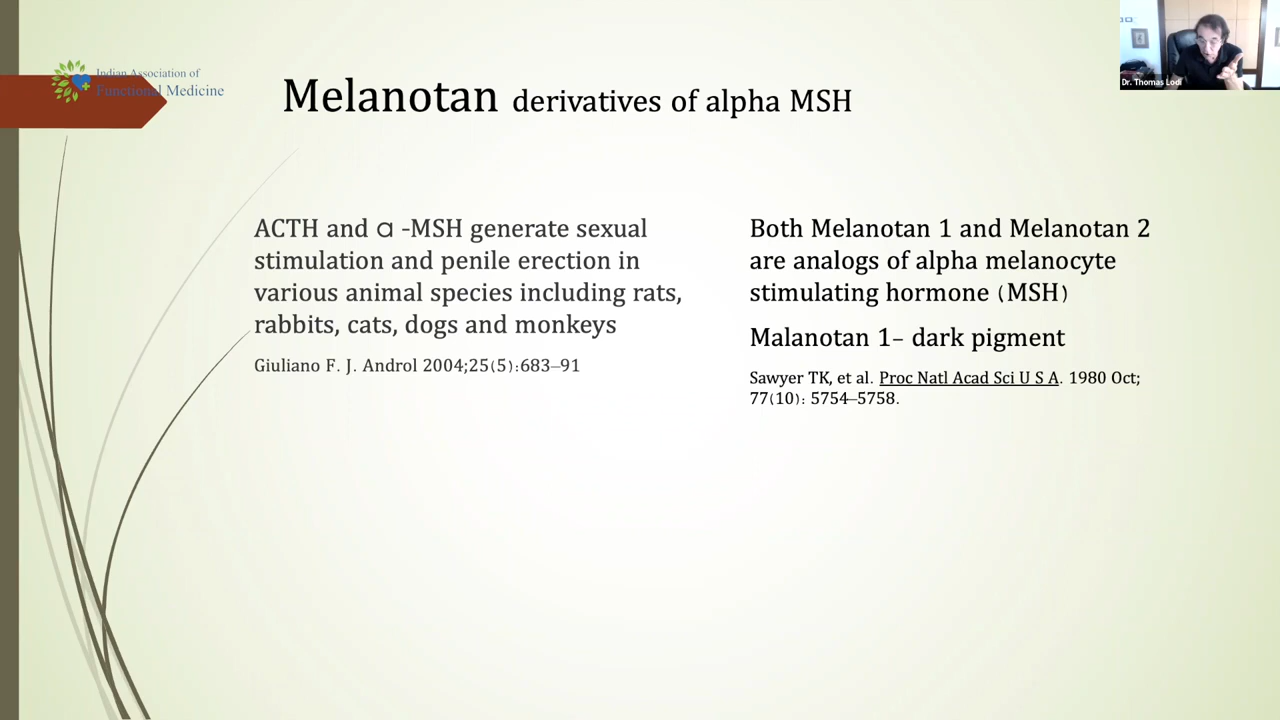 Indian Association of
Functional Medicine
Melanotan derivatives of alpha MSH
Dr. Thomas Lodi
ACTH and α -MSH generate sexual
stimulation and penile erection in
various animal species including rats,
rabbits, cats, dogs and monkeys
Giuliano F. J. Androl 2004;25(5):683–91
Both Melanotan 1 and Melanotan 2
are analogs of alpha melanocyte
stimulating hormone (MSH)
Malanotan 1– dark pigment
Sawyer TK, et al. Proc Natl Acad Sci U S A. 1980 Oct;
77(10): 5754–5758.